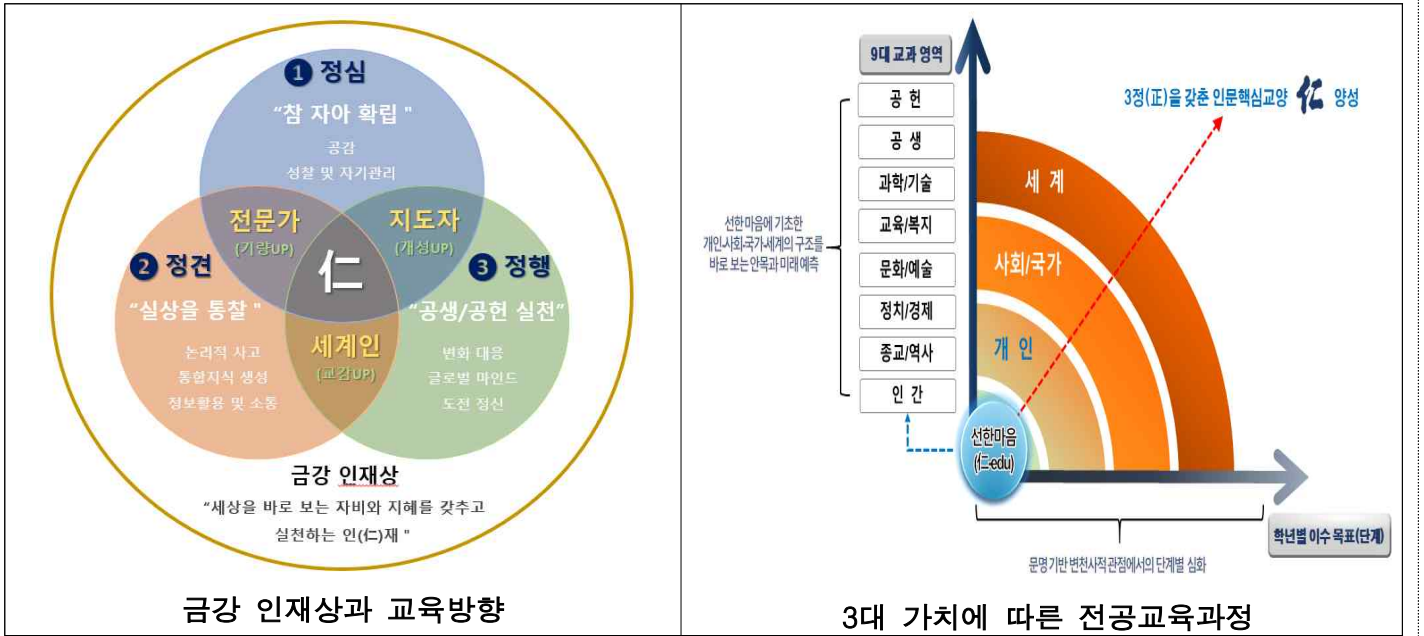 ❶ 정심
“참 자아 확립 "
공감
성찰 및 자기관리
전문가
(기량UP)
지도자
(개성UP)
仁
❷ 정견
“실상을 통찰 "
논리적 사고
통합지식 생성
정보활용 및 소통
❸ 정행
“공생/공헌 실천”
변화 대응
글로벌 마인드
도전 정신
세계인
(교감UP)
금강 인재상
“세상을 바로 보는 자비와 지혜를 갖추고
실천하는 인(仁)재 "
금강 인재상과 교육방향
9대 교과 영역
공 헌
공 생
과학/기술
교육/복지
문화/예술
정치/경제
종교/역사
인 간
선한 마음에 기초한
개인·사회·국가·세계의 구조를
바로 보는 안목과 미래 예측
3정(正)을 갖춘 인문핵심교양 仁 양성
세 계
사회/국가
개 인
선한마음
(仁-edu)
학년별 이수 목표(단계)
문명 기반 변천사적 관점에서의 단계별 심화
3대 가치에 따른 전공교육과정